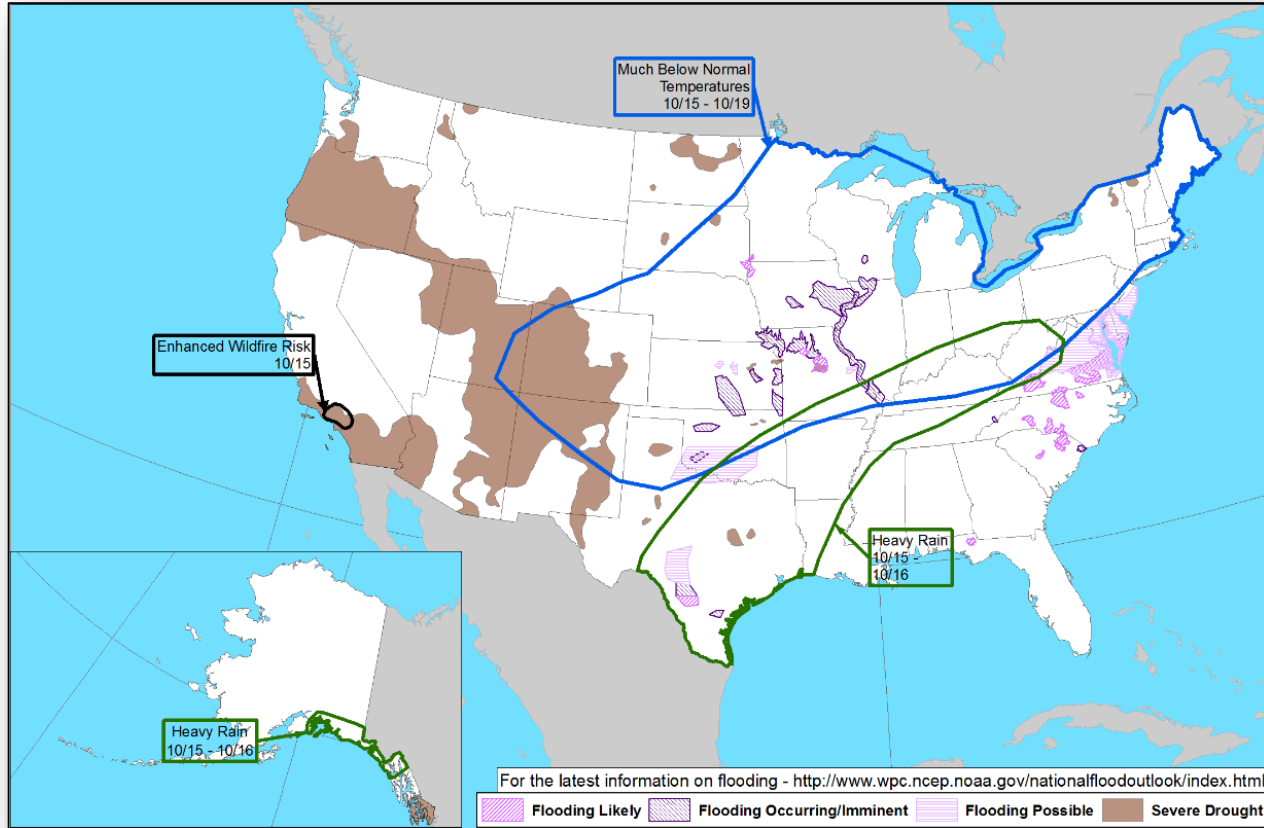 Much Below Normal
Temperatures
10/15 - 10/19
Enhanced Wildfire Risk
10/15
Heavy Rain
10/15 -
10/16
Heavy Rain
10/15 - 10/16
For the latest information on flooding - http://www.wpc.ncep.noaa.gov/nationalfloodoutlook/index.html
Flooding Likely Flooding Occurring/Imminent Flooding Possible Severe Drought